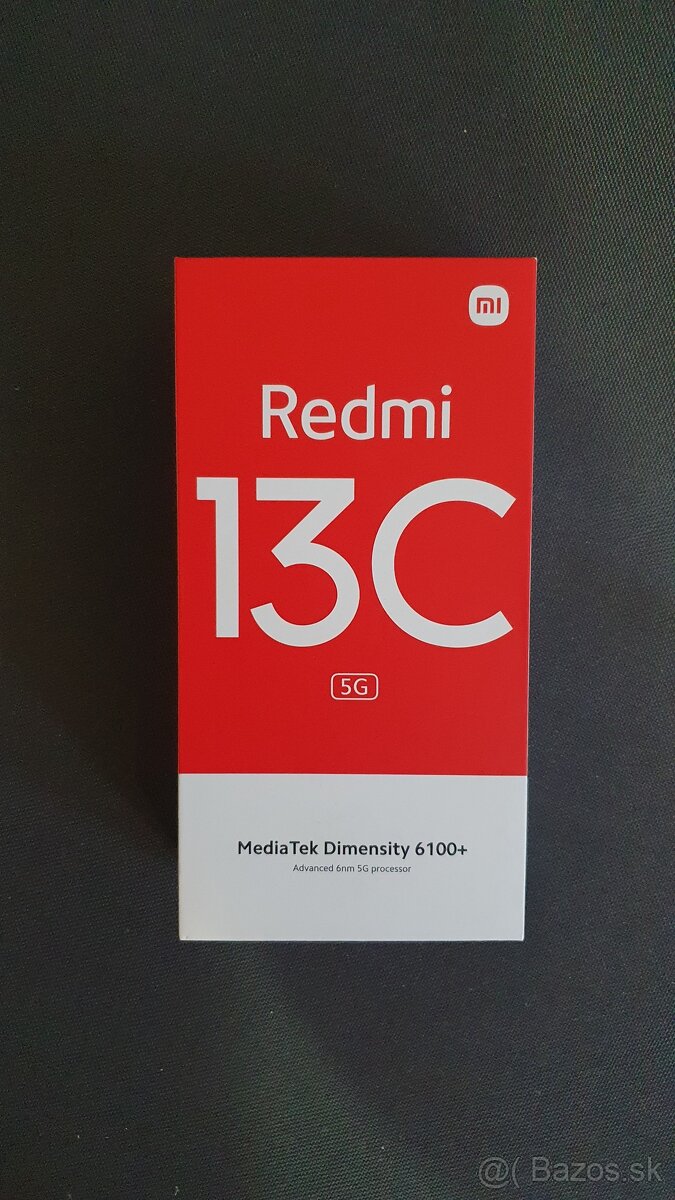 mi
Redmi
13C
5G
MediaTek Dimensity 6100+
Advanced 6nm 5G processor
@( Bazos.sk